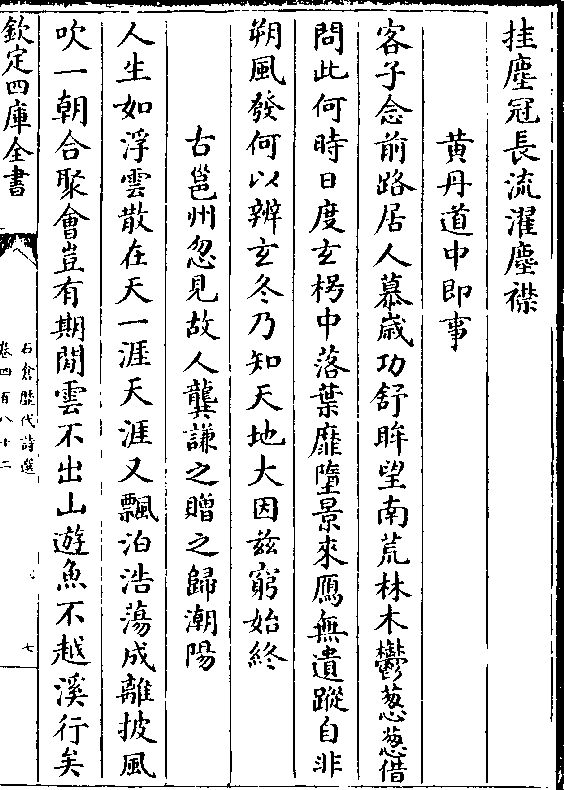 挂塵冠長流濯塵襟
黄丹道中即事
客子念前路居人慕歳功舒眸望南荒林木鬱葱葱借
問此何時日度玄枵中落葉靡墮景來鴈無遺蹤自非
朔風發何以辨玄冬乃知天地大因兹窮始終
古邕州忽見故人龔謙之贈之歸潮陽
人生如浮雲散在天一涯天涯又飄泊浩蕩成離披風
吹一朝合聚會豈有期閒雲不出山遊魚不越溪行矣
欽定四庫全書
石倉歴代詩選
卷四百八十二
七